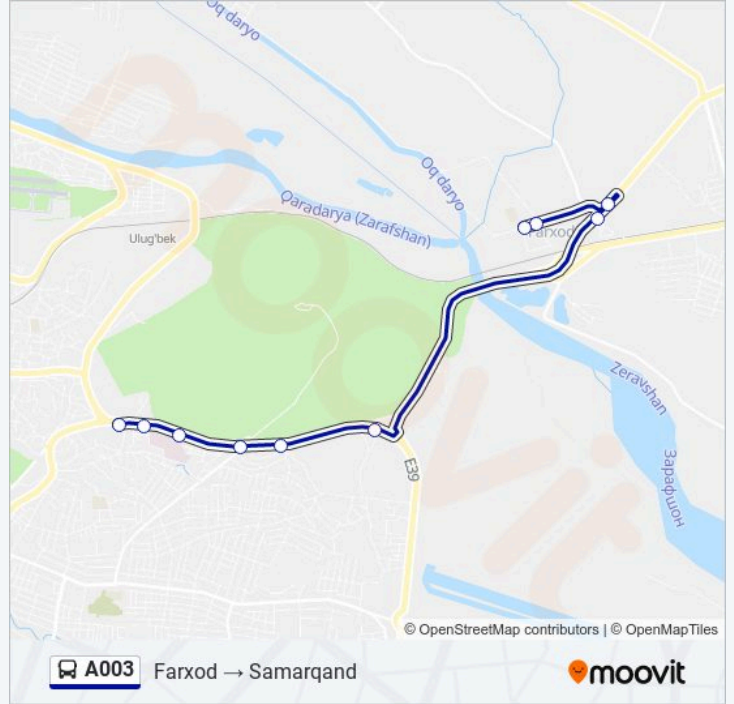 Oq daryo
Oq daryo
Qaradarya (Zarafshan)
Ulug'bek
Farxod
Zeravshan
Зарафшон
E39
© OpenStreetMap contributors | © OpenMapTiles
A003 Farxod → Samarqand
moovit